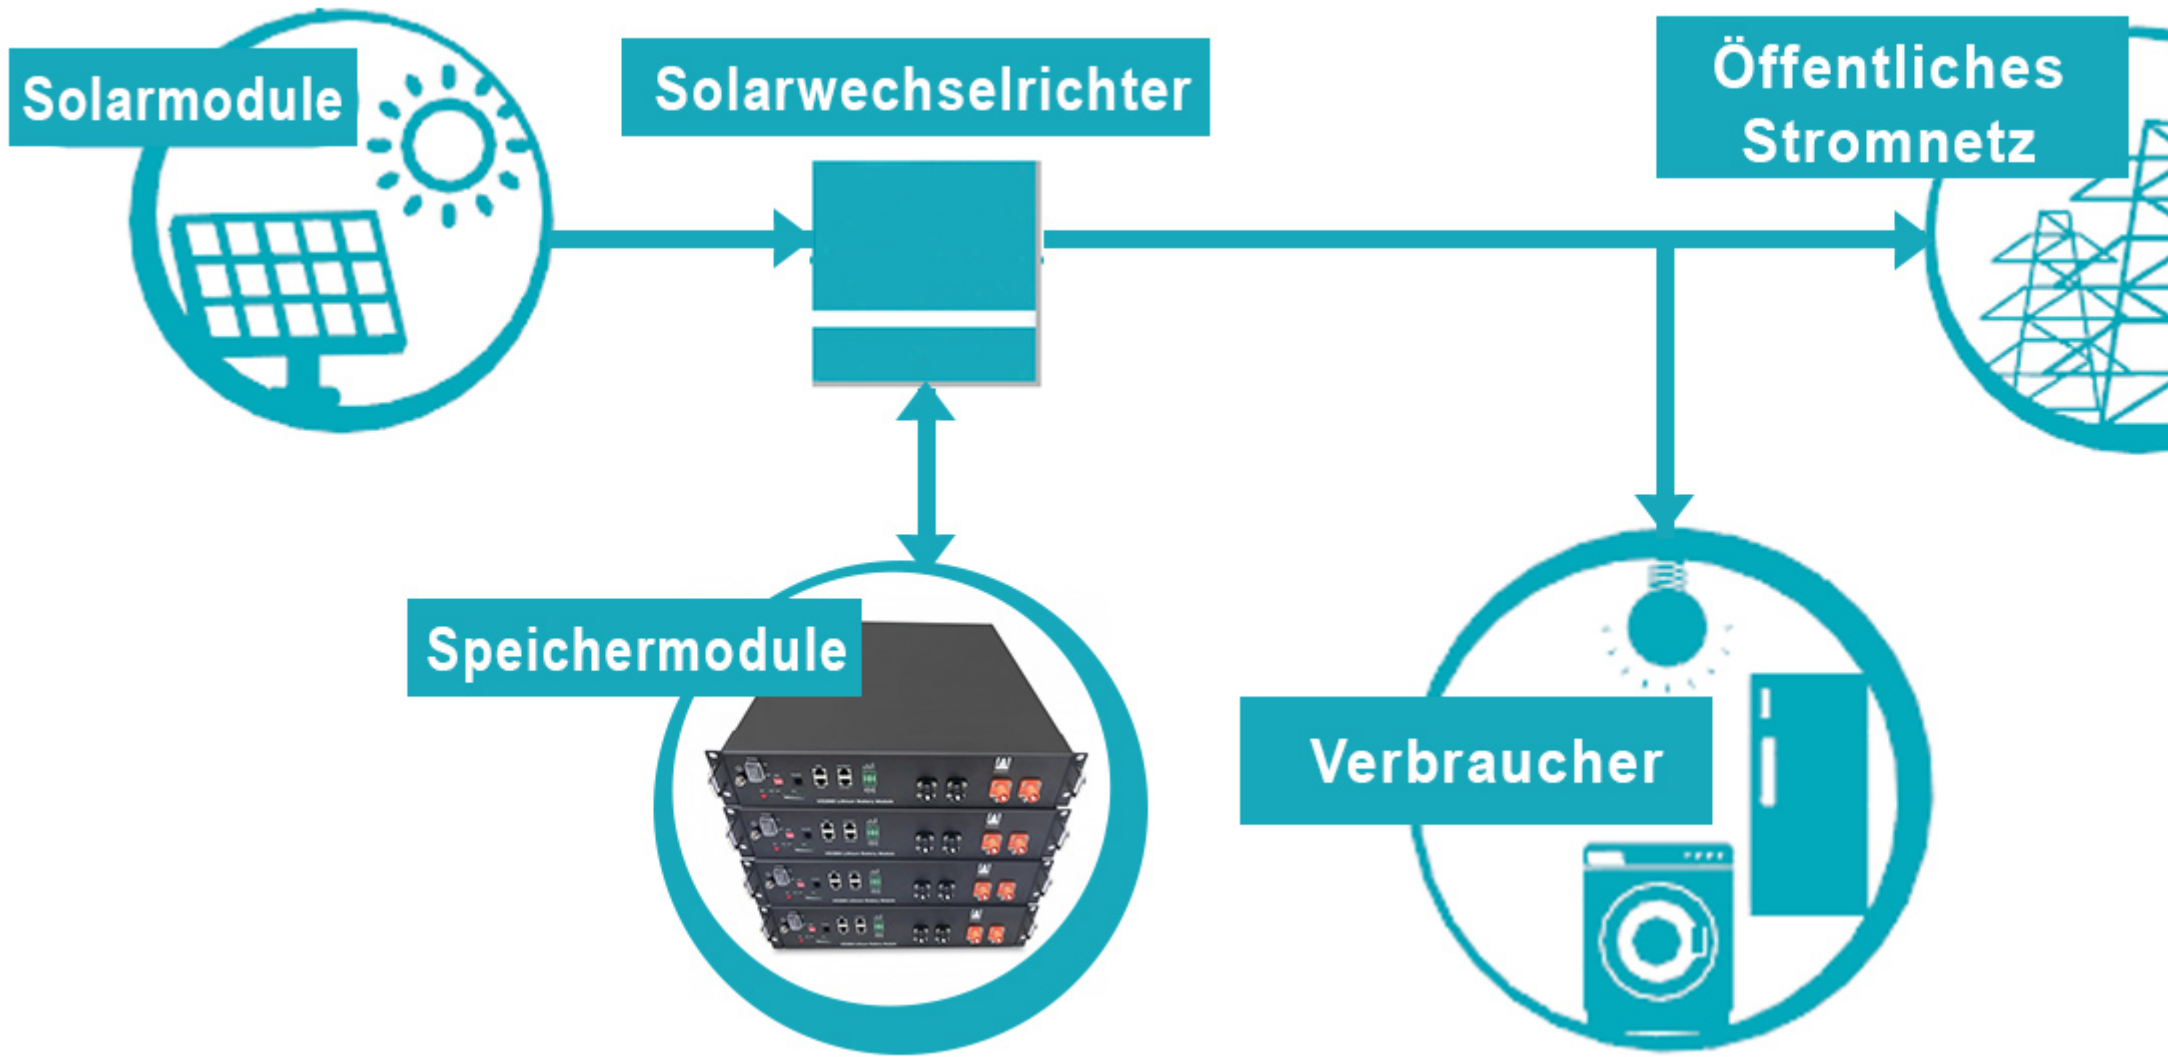 Solarmodule
Solarwechselrichter
Öffentliches
Stromnetz
Speichermodule
Verbraucher